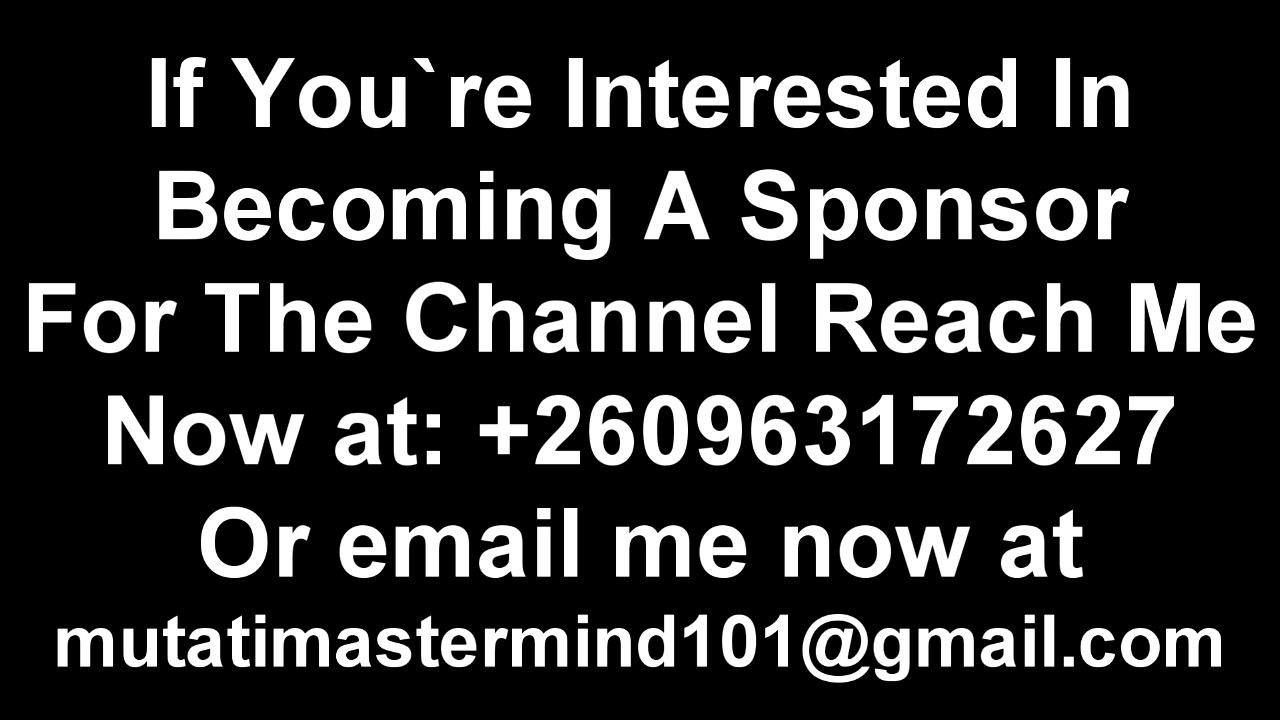 If You`re Interested In
Becoming A Sponsor
For The Channel Reach Me
Now at: +260963172627
Or email me now at
mutatimastermind101@gmail.com